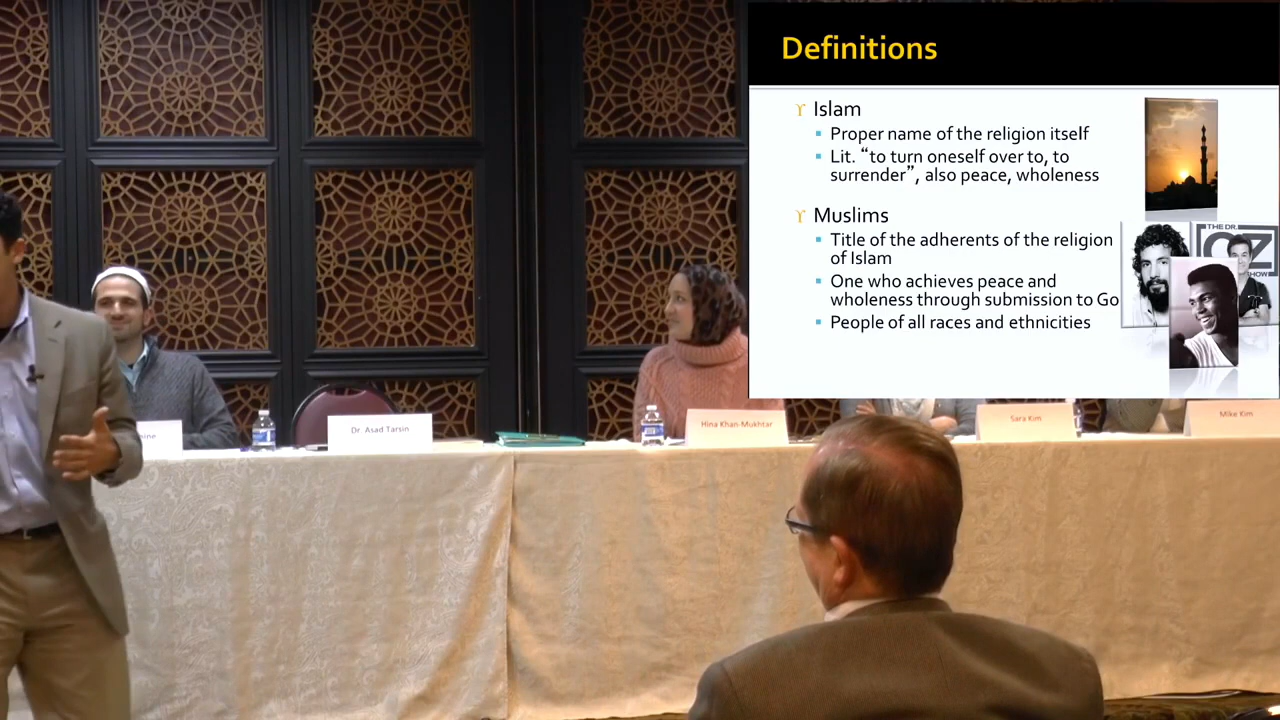 Definitions
Islam
Proper name of the religion itself
Lit. “to turn oneself over to, to
surrender”, also peace, wholeness
Muslims
Title of the adherents of the religion
of Islam
One who achieves peace and
wholeness through submission to Go
People of all races and ethnicities
THE DR.
OZ
SHOW
Dr. Asad Tarsin
Hina Khan-Mukhtar
Sara Kim
Mike Kim